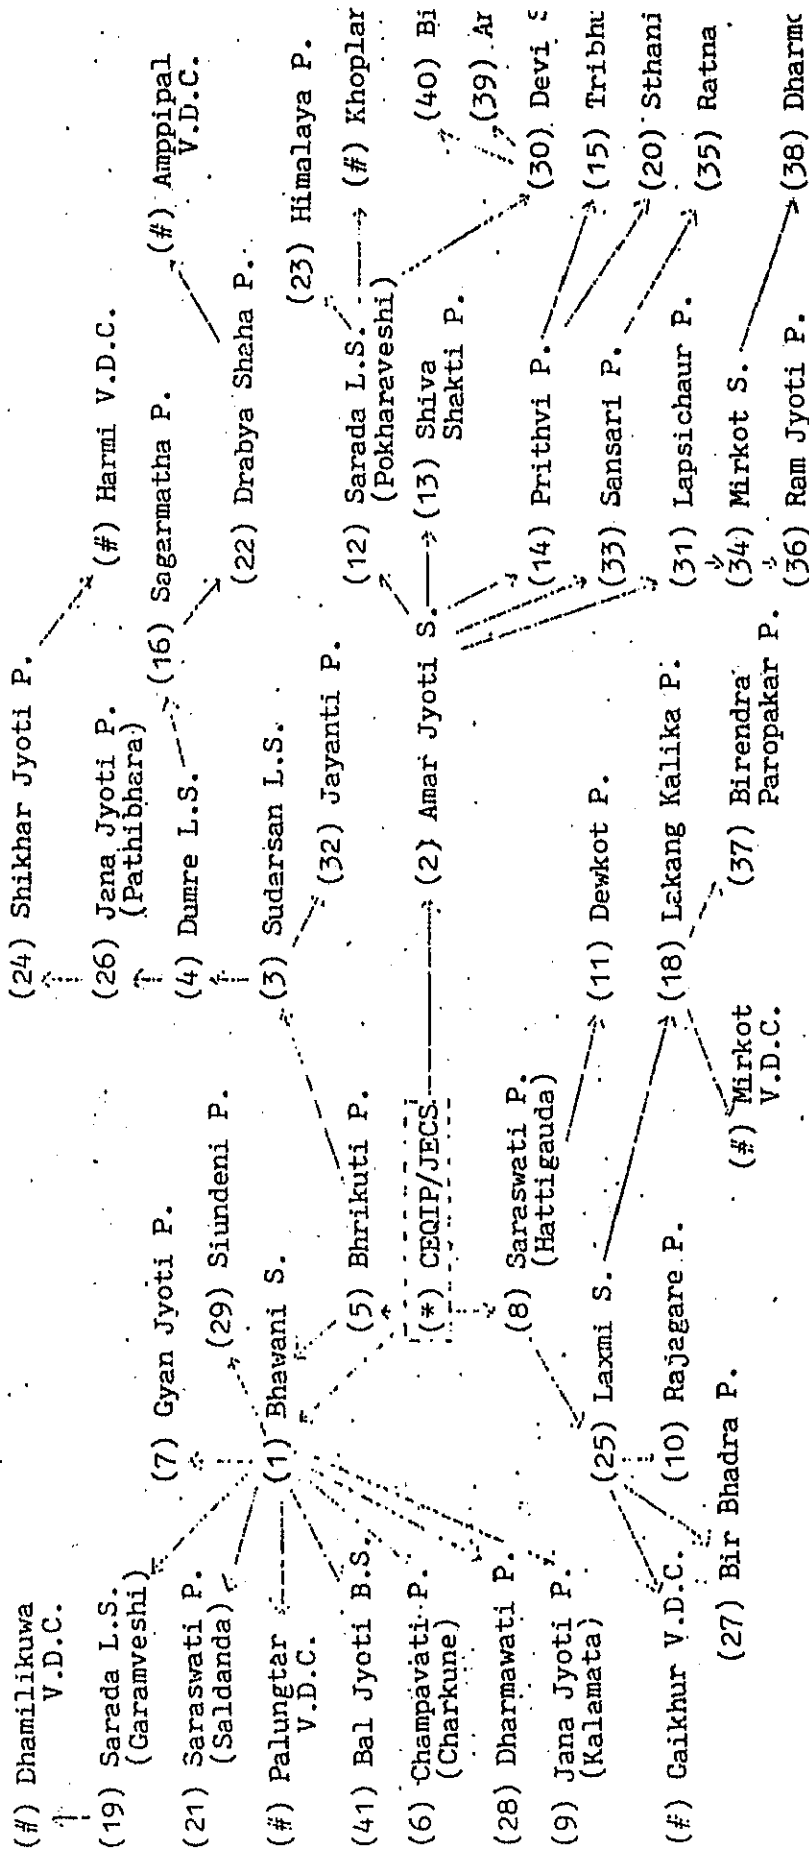 (#) Dhamilikuwa
V.D.C.
(19) Sarada L.S.
(Garamveshi)
(21) Saraswati P.
(Saldanda)
(#) Palungtar
V.D.C.
(41) Bal Jyoti B.S.
(6) Champavati P.
(Charkune)
(28) Dharmawati P.
(9) Jana Jyoti P.
(Kalamata)
(#) Gaikhur V.D.C.
(27) Bir Bhadra P.
(7) Gyan Jyoti P.
(29) Siundeni P.
(1) Bhawani S.
(5) Bhrikuti P.
(*) CEQIP/JECS
(8) Saraswati P.
(Hattigauda)
(25) Laxmi S.
(10) Rajagare P.
(#) Mirkot
V.D.C.
(24) Shikhar Jyoti P.
(26) Jana Jyoti P.
(Pathibhara)
(4) Dumre L.S.
(3) Sudarsan L.S.
(32) Jayanti P.
(2) Amar Jyoti S.
(11) Dewkot P.
(18) Lakang Kalika P.
(37) Birendra
Paropakar P.
(#) Harmi V.D.C.
(16) Sagarmatha P.
(22) Drabya Shaha P.
(#) Amppipal
V.D.C.
(12) Sarada L.S.
(Pokharaveshi)
(13) Shiva
Shakti P.
(14) Prithvi P.
(33) Sansari P.
(31) Lapsichaur P.
(34) Mirkot S.
(36) Ram Jyoti P.
(23) Himalaya P.
(#) Khoplar
(40) Bi
(39) Ar
(30) Devi S
(15) Tribhu
(20) Sthani
(35) Ratna
(38) Dharmo